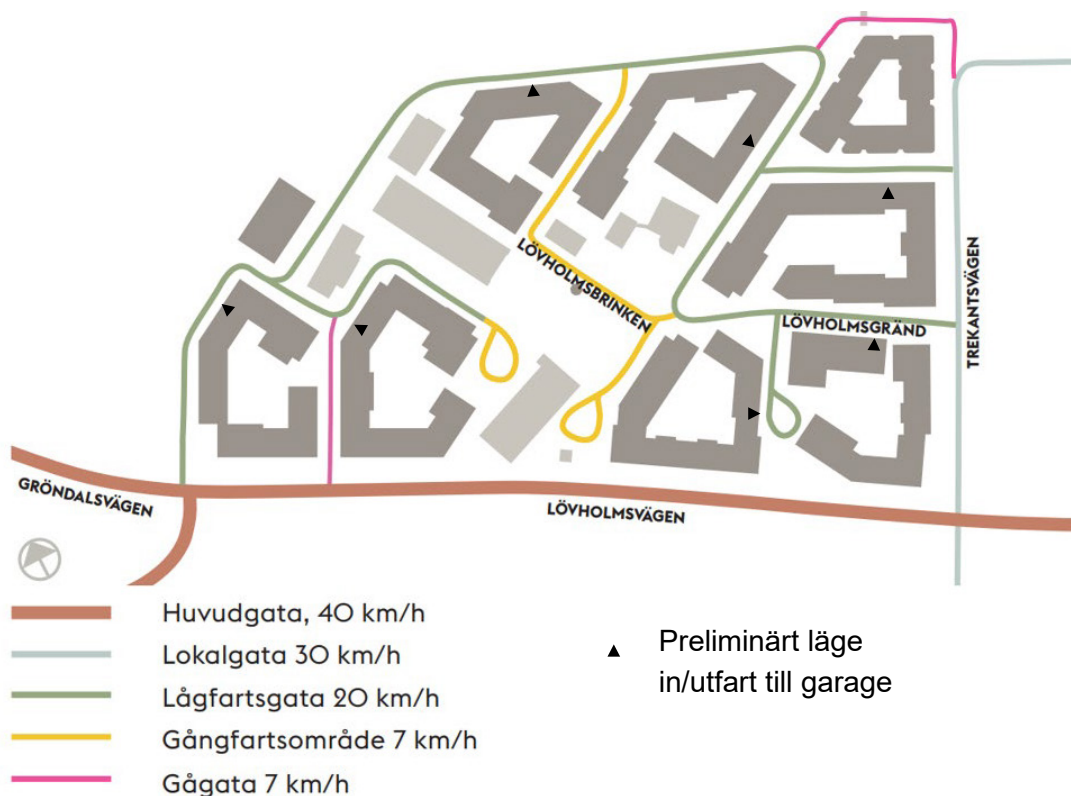 LÖVHOLMSBRINKEN
LÖVHOLMSGRÄND
TREKANTSVÄGEN
GRÖNDALSVÄGEN
LÖVHOLMSVÄGEN
Huvudgata, 40 km/h
Lokalgata 30 km/h
Lågfartsgata 20 km/h
Gångfartsområde 7 km/h
Gågata 7 km/h
Preliminärt läge
in/utfart till garage